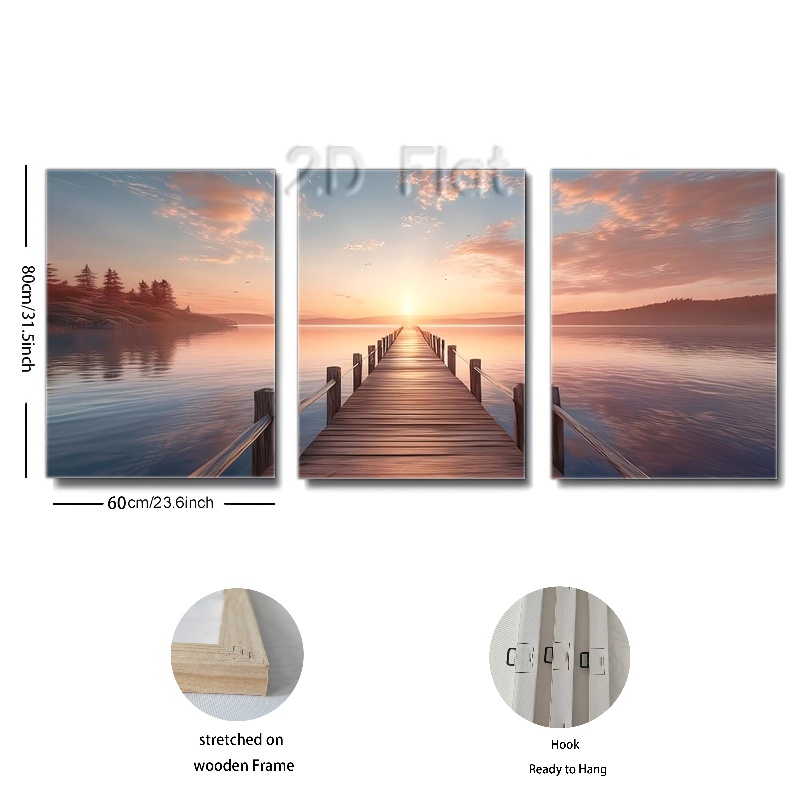 2D Flat
80cm/31.5inch
60cm/23.6inch
stretched on
wooden Frame
Hook
Ready to Hang